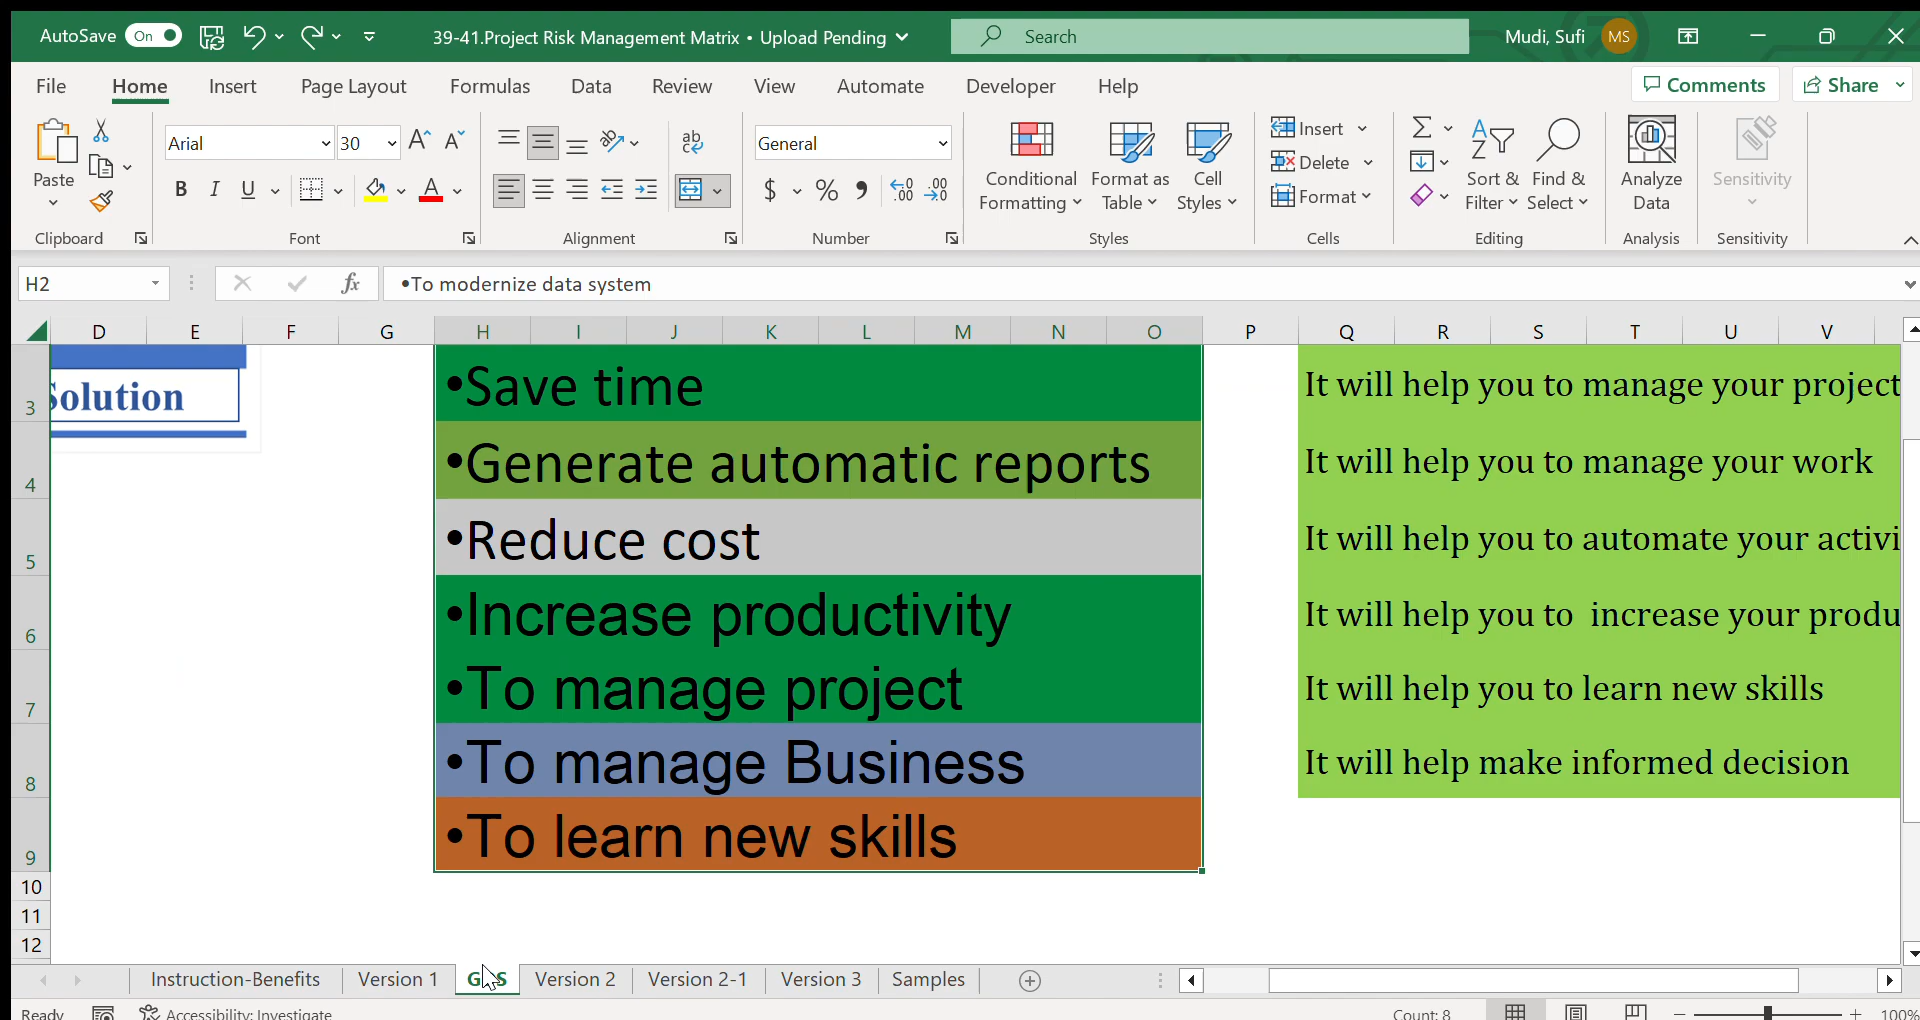 AutoSave On 39-41.Project Risk Management Matrix • Upload Pending Search Mudi, Sufi MS
File Home Insert Page Layout Formulas Data Review View Automate Developer Help Comments Share
Paste
Clipboard
Arial 30
B I U
Font
ab
Alignment
General
$ % 9
Number
Conditional Formatting
Format as Table
Cell Styles
Styles
Insert
Delete
Format
Cells
Sort & Filter
Find & Select
Editing
Analyze Data
Analysis
Sensitivity
Sensitivity
H2 fx •To modernize data system
D E F G H I J K L M N O P Q R S T U V
3 Solution •Save time It will help you to manage your project
4 •Generate automatic reports It will help you to manage your work
5 •Reduce cost It will help you to automate your activi
6 •Increase productivity It will help you to  increase your produ
7 •To manage project It will help you to learn new skills
8 •To manage Business It will help make informed decision
9 •To learn new skills
10
11
12
Instruction-Benefits Version 1 Version 2 Version 2-1 Version 3 Samples
Ready Accessibility: Investigate Count: 8 100%